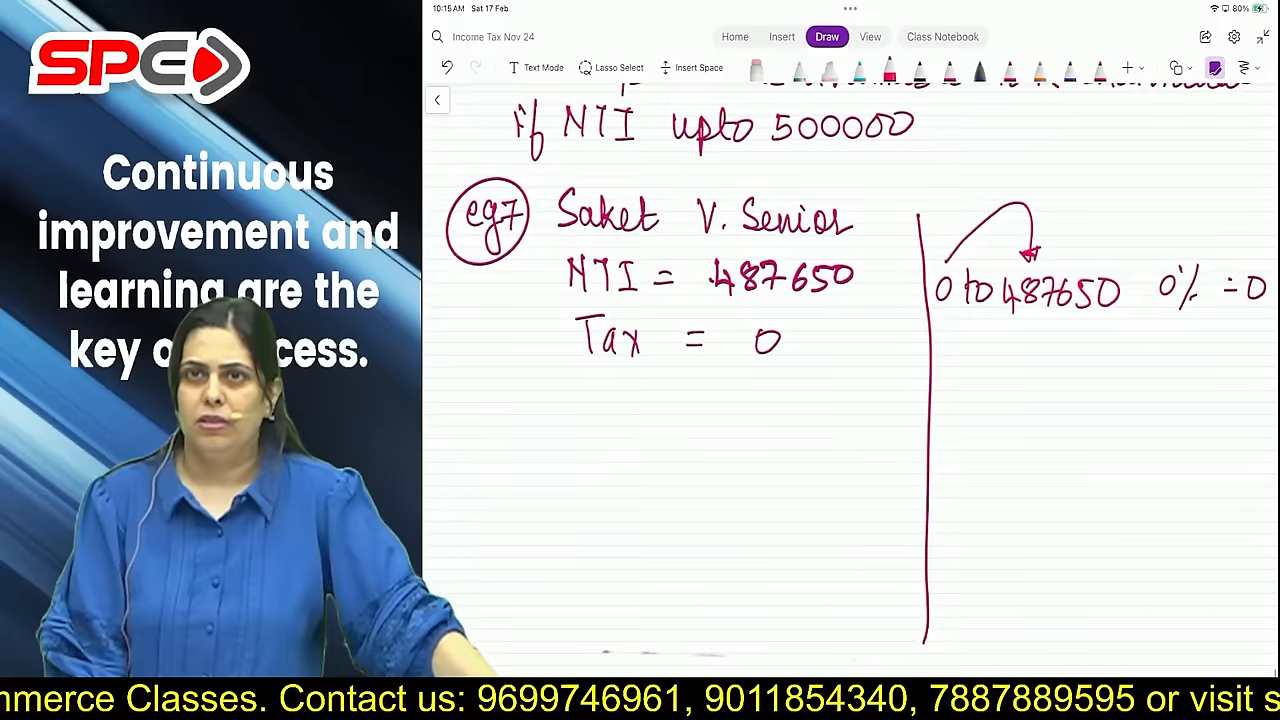 10:15 AM Sat 17 Feb
80%
Income Tax Nov 24
Home Insert Draw View Class Notebook
Text Mode Lasso Select Insert Space
if NTI upto 500000
eg7 Saket V. Senior
NTI = 487650
Tax = 0
0 to 487650 0% = 0
SPC
Continuous
improvement and
learning are the
key o cess.
mmerce Classes. Contact us: 9699746961, 9011854340, 7887889595 or visit s